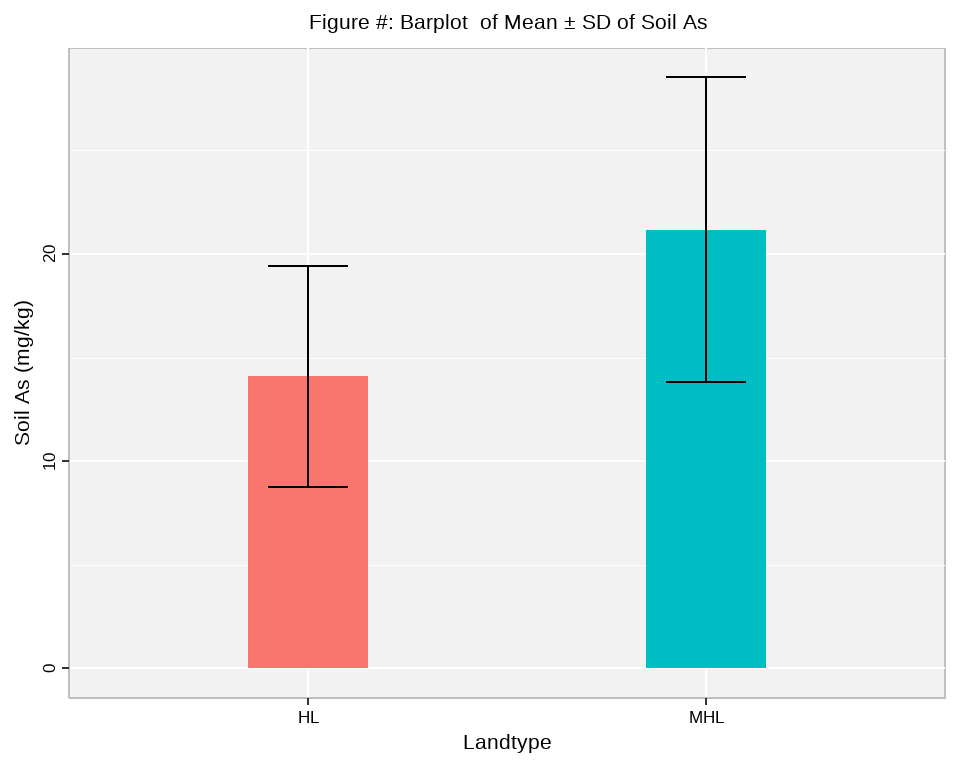 Figure #: Barplot  of Mean ± SD of Soil As
Soil As (mg/kg)
20
10
0
HL
MHL
Landtype